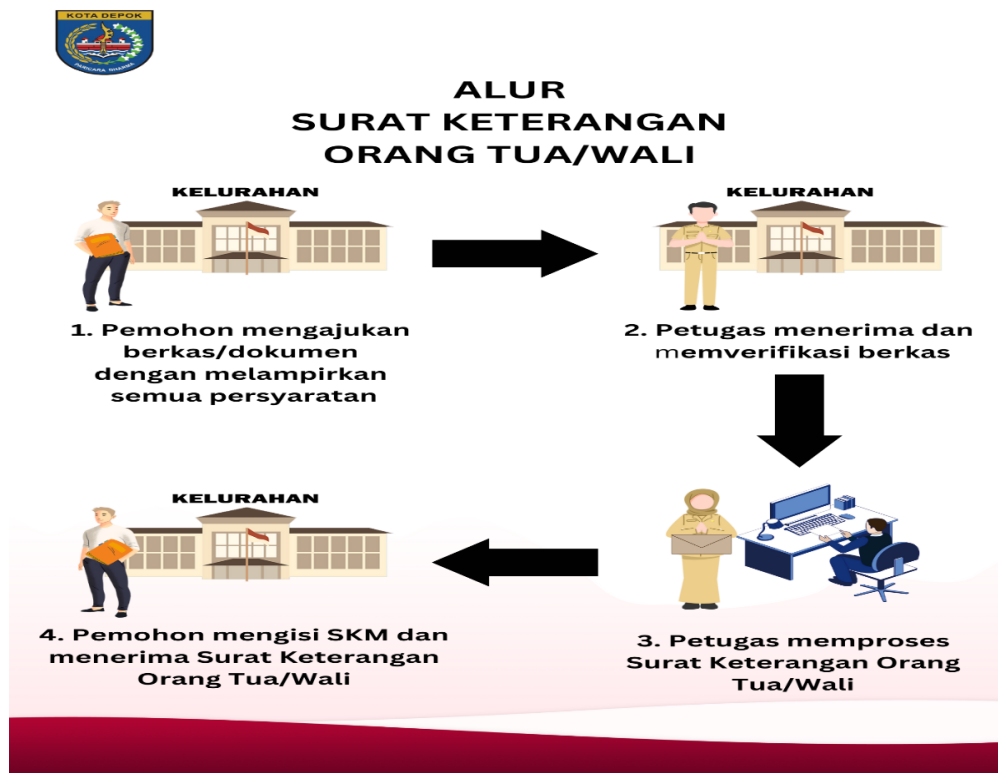 KOTA DEPOK
PARICARA DHARMA
ALUR
SURAT KETERANGAN
ORANG TUA/WALI
KELURAHAN
1. Pemohon mengajukan
berkas/dokumen
dengan melampirkan
semua persyaratan
KELURAHAN
2. Petugas menerima dan
memverifikasi berkas
3. Petugas memproses
Surat Keterangan Orang
Tua/Wali
KELURAHAN
4. Pemohon mengisi SKM dan
menerima Surat Keterangan
Orang Tua/Wali